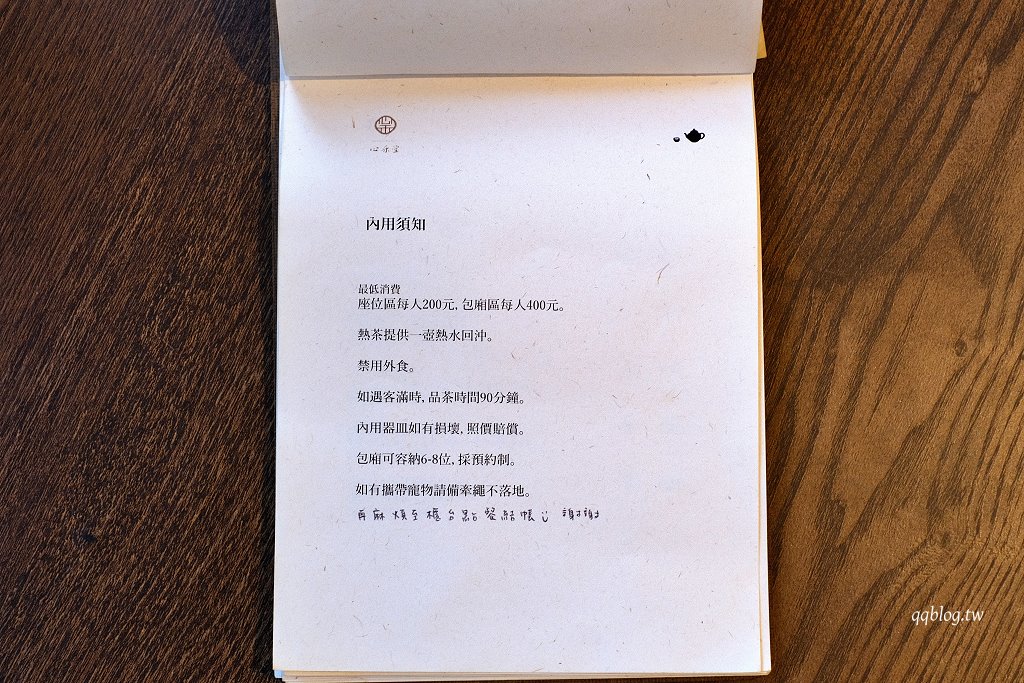 心茶堂
內用須知
最低消費
座位區每人200元, 包廂區每人400元。
熱茶提供一壺熱水回沖。
禁用外食。
如遇客滿時, 品茶時間90分鐘。
內用器皿如有損壞, 照價賠償。
包廂可容納6-8位, 採預約制。
如有攜帶寵物請備牽繩不落地。
再麻煩至櫃台點餐結帳 謝謝
qqblog.tw